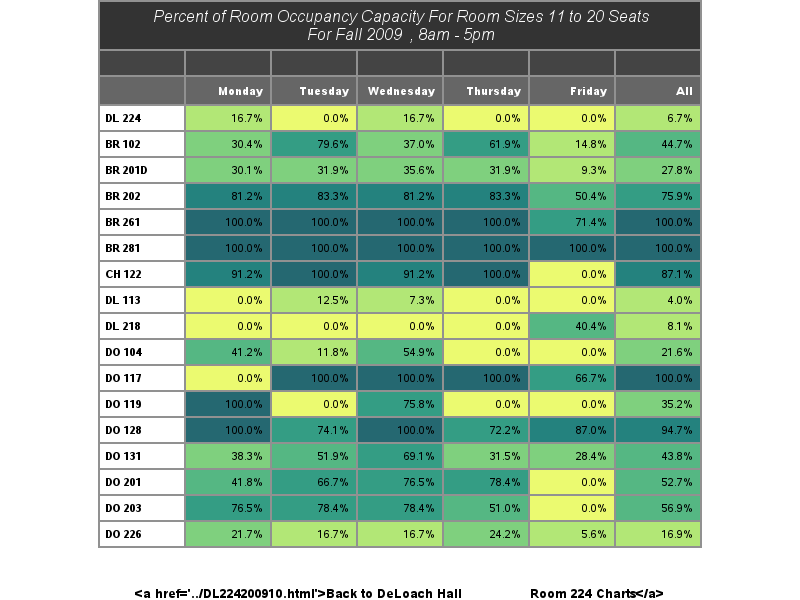 Percent of Room Occupancy Capacity For Room Sizes 11 to 20 Seats
For Fall 2009 , 8am - 5pm
Monday Tuesday Wednesday Thursday Friday All
DL 224 16.7% 0.0% 16.7% 0.0% 0.0% 6.7%
BR 102 30.4% 79.6% 37.0% 61.9% 14.8% 44.7%
BR 201D 30.1% 31.9% 35.6% 31.9% 9.3% 27.8%
BR 202 81.2% 83.3% 81.2% 83.3% 50.4% 75.9%
BR 261 100.0% 100.0% 100.0% 100.0% 71.4% 100.0%
BR 281 100.0% 100.0% 100.0% 100.0% 100.0% 100.0%
CH 122 91.2% 100.0% 91.2% 100.0% 0.0% 87.1%
DL 113 0.0% 12.5% 7.3% 0.0% 0.0% 4.0%
DL 218 0.0% 0.0% 0.0% 0.0% 40.4% 8.1%
DO 104 41.2% 11.8% 54.9% 0.0% 0.0% 21.6%
DO 117 0.0% 100.0% 100.0% 100.0% 66.7% 100.0%
DO 119 100.0% 0.0% 75.8% 0.0% 0.0% 35.2%
DO 128 100.0% 74.1% 100.0% 72.2% 87.0% 94.7%
DO 131 38.3% 51.9% 69.1% 31.5% 28.4% 43.8%
DO 201 41.8% 66.7% 76.5% 78.4% 0.0% 52.7%
DO 203 76.5% 78.4% 78.4% 51.0% 0.0% 56.9%
DO 226 21.7% 16.7% 16.7% 24.2% 5.6% 16.9%
<a href='../DL224200910.html'>Back to DeLoach Hall Room 224 Charts</a>